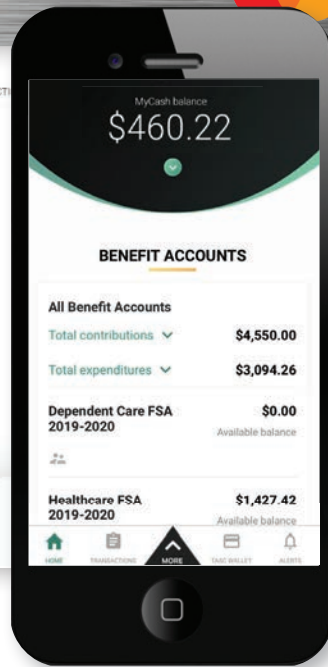 MyCash balance
$460.22
BENEFIT ACCOUNTS
All Benefit Accounts
Total contributions $4,550.00
Total expenditures $3,094.26
Dependent Care FSA $0.00
2019-2020 Available balance
Healthcare FSA $1,427.42
2019-2020 Available balance
HOME TRANSACTIONS MORE TASC WALLET ALERTS